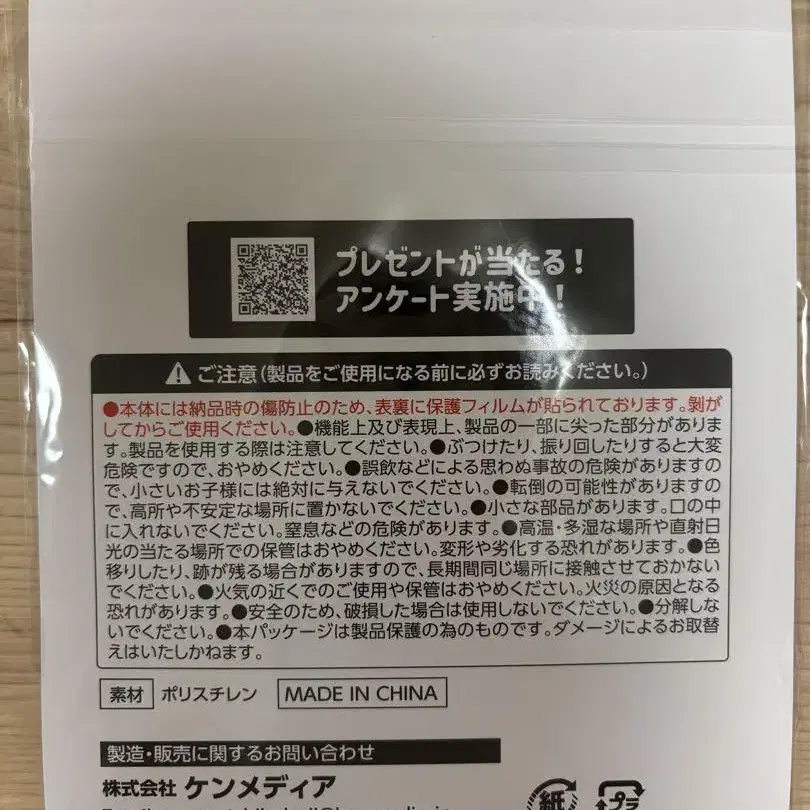 プレゼントが当たる!
アンケート実施中!
ご注意(製品をご使用になる前に必ずお読みください。)
●本体には納品時の傷防止のため、表裏に保護フィルムが貼られております。剝が
してからご使用ください。●機能上及び表現上、製品の一部に尖った部分がありま
す。製品を使用する際は注意してください。●ぶつけたり、振り回したりすると大変
危険ですので、おやめください。●誤飲などによる思わぬ事故の危険がありますの
で、小さいお子様には絶対に与えないでください。●転倒の可能性がありますの
で、高所や不安定な場所に置かないでください。●小さな部品があります。口の中
に入れないでください。窒息などの危険があります。●高温・多湿な場所や直射日
光の当たる場所での保管はおやめください。変形や劣化する恐れがあります。●色
移りしたり、跡が残る場合がありますので、長期間同じ場所に接触させておかない
でください。●火気の近くでのご使用や保管はおやめください。火災の原因となる
恐れがあります。●安全のため、破損した場合は使用しないでください。●分解しな
いでください。●本パッケージは製品保護の為のものです。ダメージによるお取替
えはいたしかねます。
素材 ポリスチレン MADE IN CHINA
製造・販売に関するお問い合わせ
株式会社 ケンメディア
紙 プラ